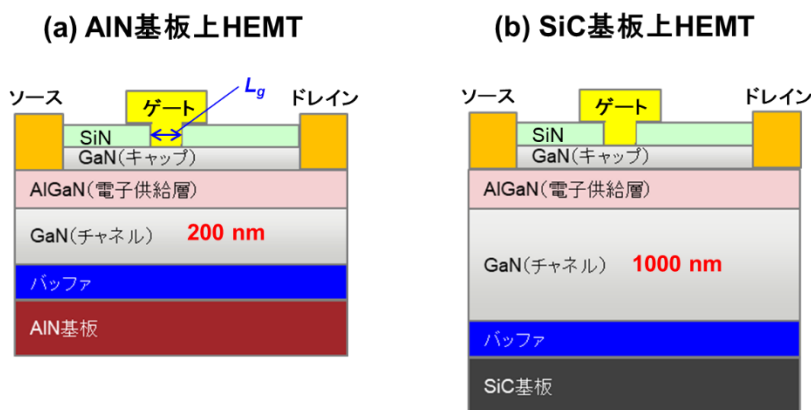 (a) AlN基板上HEMT
ソース
ゲート
Lg
ドレイン
SiN
GaN(キャップ)
AlGaN(電子供給層)
GaN(チャネル) 200 nm
バッファ
AlN基板
(b) SiC基板上HEMT
ソース
ゲート
ドレイン
SiN
GaN(キャップ)
AlGaN(電子供給層)
GaN(チャネル) 1000 nm
バッファ
SiC基板